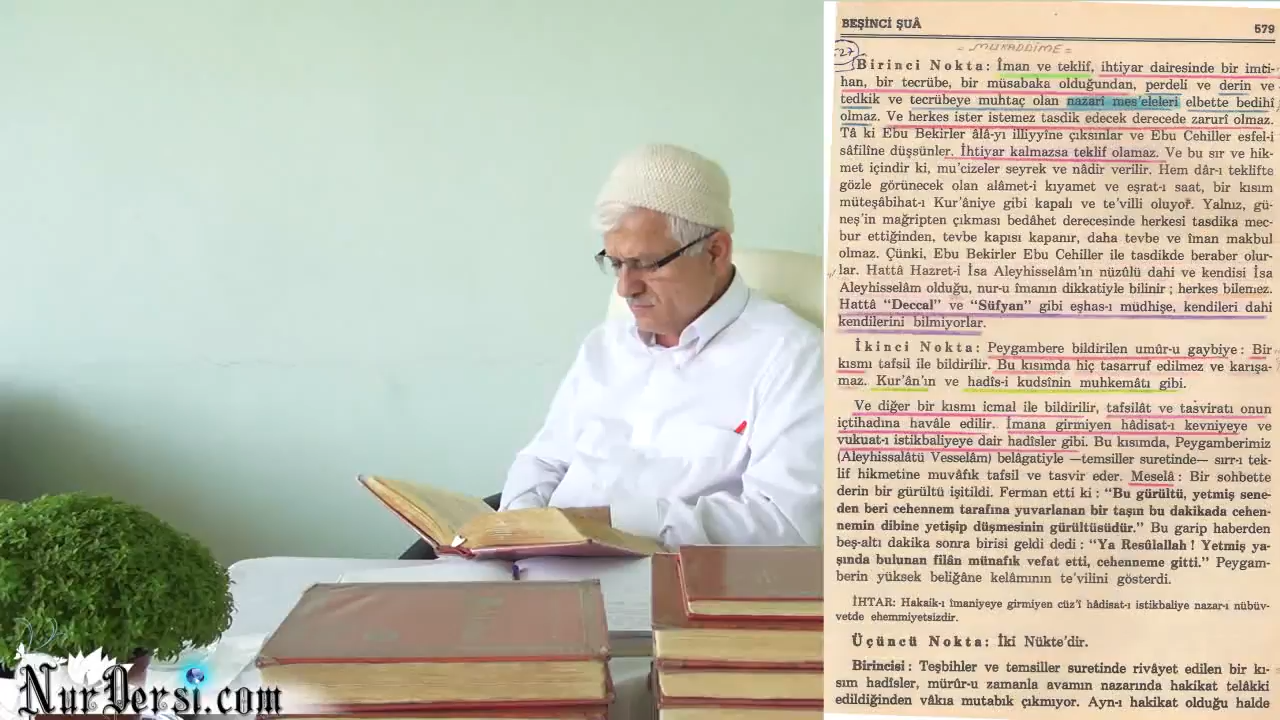 BEŞİNCİ ŞUÂ
579
= MUKADDİME =
27
Birinci Nokta: Îman ve teklif, ihtiyar dairesinde bir imti-
han, bir tecrübe, bir müsabaka olduğundan, perdeli ve derin ve
tedkik ve tecrübeye muhtaç olan nazarî mes'eleleri elbette bedihî
olmaz. Ve herkes ister istemez tasdik edecek derecede zarurî olmaz.
Tâ ki Ebu Bekirler âlâ-yı illiyyîne çıksınlar ve Ebu Cehiller esfel-i
sâfilîne düşsünler. İhtiyar kalmazsa teklif olamaz. Ve bu sır ve hik-
met içindir ki, mu'cizeler seyrek ve nâdir verilir. Hem dâr-ı teklifte
gözle görünecek olan alâmet-i kıyamet ve eşrat-ı saat, bir kısım
müteşâbihat-ı Kur'âniye gibi kapalı ve te'villi oluyor. Yalnız, gü-
neş'in mağripten çıkması bedâhet derecesinde herkesi tasdika mec-
bur ettiğinden, tevbe kapısı kapanır, daha tevbe ve îman makbul
olmaz. Çünki, Ebu Bekirler Ebu Cehiller ile tasdikde beraber olur-
lar. Hattâ Hazret-i İsa Aleyhisselâm'ın nüzûlü dahi ve kendisi İsa
Aleyhisselâm olduğu, nur-u îmanın dikkatiyle bilinir; herkes bilemez.
Hattâ "Deccal" ve "Süfyan" gibi eşhas-ı müdhişe, kendileri dahi
kendilerini bilmiyorlar.
İkinci Nokta: Peygambere bildirilen umûr-u gaybiye: Bir
kısmı tafsil ile bildirilir. Bu kısımda hiç tasarruf edilmez ve karışa-
maz. Kur'ân'ın ve hadîs-i kudsînin muhkemâtı gibi.
Ve diğer bir kısmı icmal ile bildirilir, tafsilât ve tasviratı onun
içtihadına havâle edilir. İmana girmiyen hâdisat-ı kevniyeye ve
vukuat-ı istikbaliyeye dair hadîsler gibi. Bu kısımda, Peygamberimiz
(Aleyhissalâtü Vesselâm) belâgatiyle —temsiller suretinde— sırr-ı tek-
lif hikmetine muvâfık tafsil ve tasvir eder. Meselâ: Bir sohbette
derin bir gürültü işitildi. Ferman etti ki: "Bu gürültü, yetmiş sene-
den beri cehennem tarafına yuvarlanan bir taşın bu dakikada cehen-
nemin dibine yetişip düşmesinin gürültüsüdür." Bu garip haberden
beş-altı dakika sonra birisi geldi dedi: "Ya Resûlallah! Yetmiş ya-
şında bulunan filân münafık vefat etti, cehenneme gitti." Peygam-
berin yüksek beliğâne kelâmının te'vilini gösterdi.
İHTAR: Hakaik-ı îmaniyeye girmiyen cüz'î hâdisat-ı istikbaliye nazar-ı nübüv-
vetde ehemmiyetsizdir.
Üçüncü Nokta: İki Nükte'dir.
Birincisi: Teşbihler ve temsiller suretinde rivâyet edilen bir kı-
sım hadîsler, mürûr-u zamanla avamın nazarında hakikat telâkki
edildiğinden vâkıa mutabık çıkmıyor. Ayn-ı hakikat olduğu halde
NurDersi.com